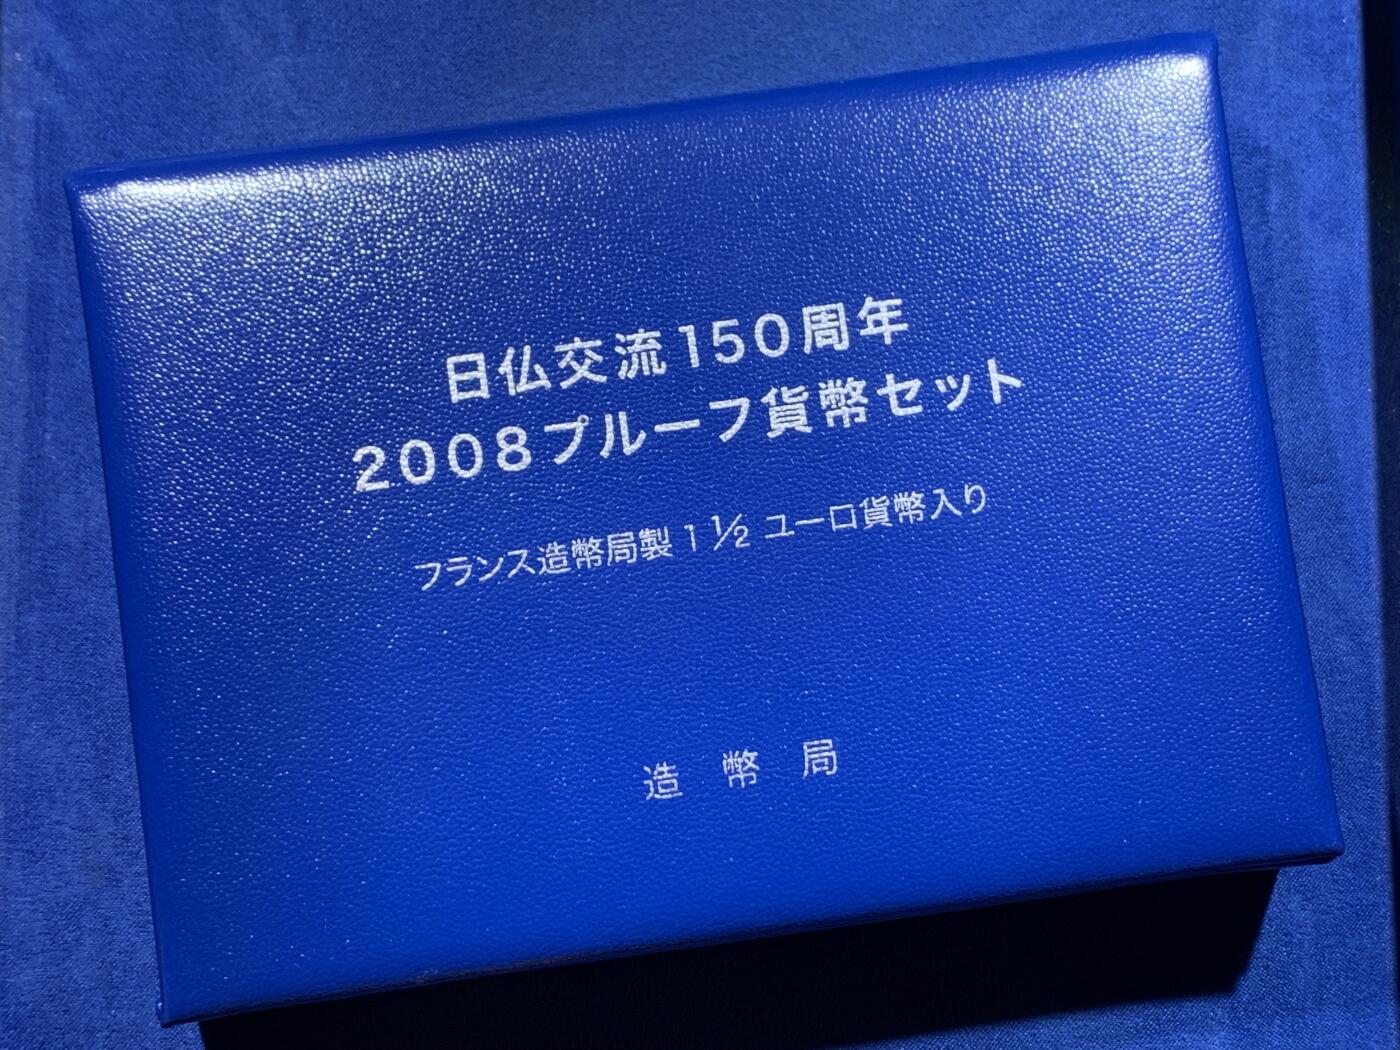 日仏交流150周年
2008プルーフ貨幣セット
フランス造幣局製 1 ½ ユーロ貨幣入り
造 幣 局